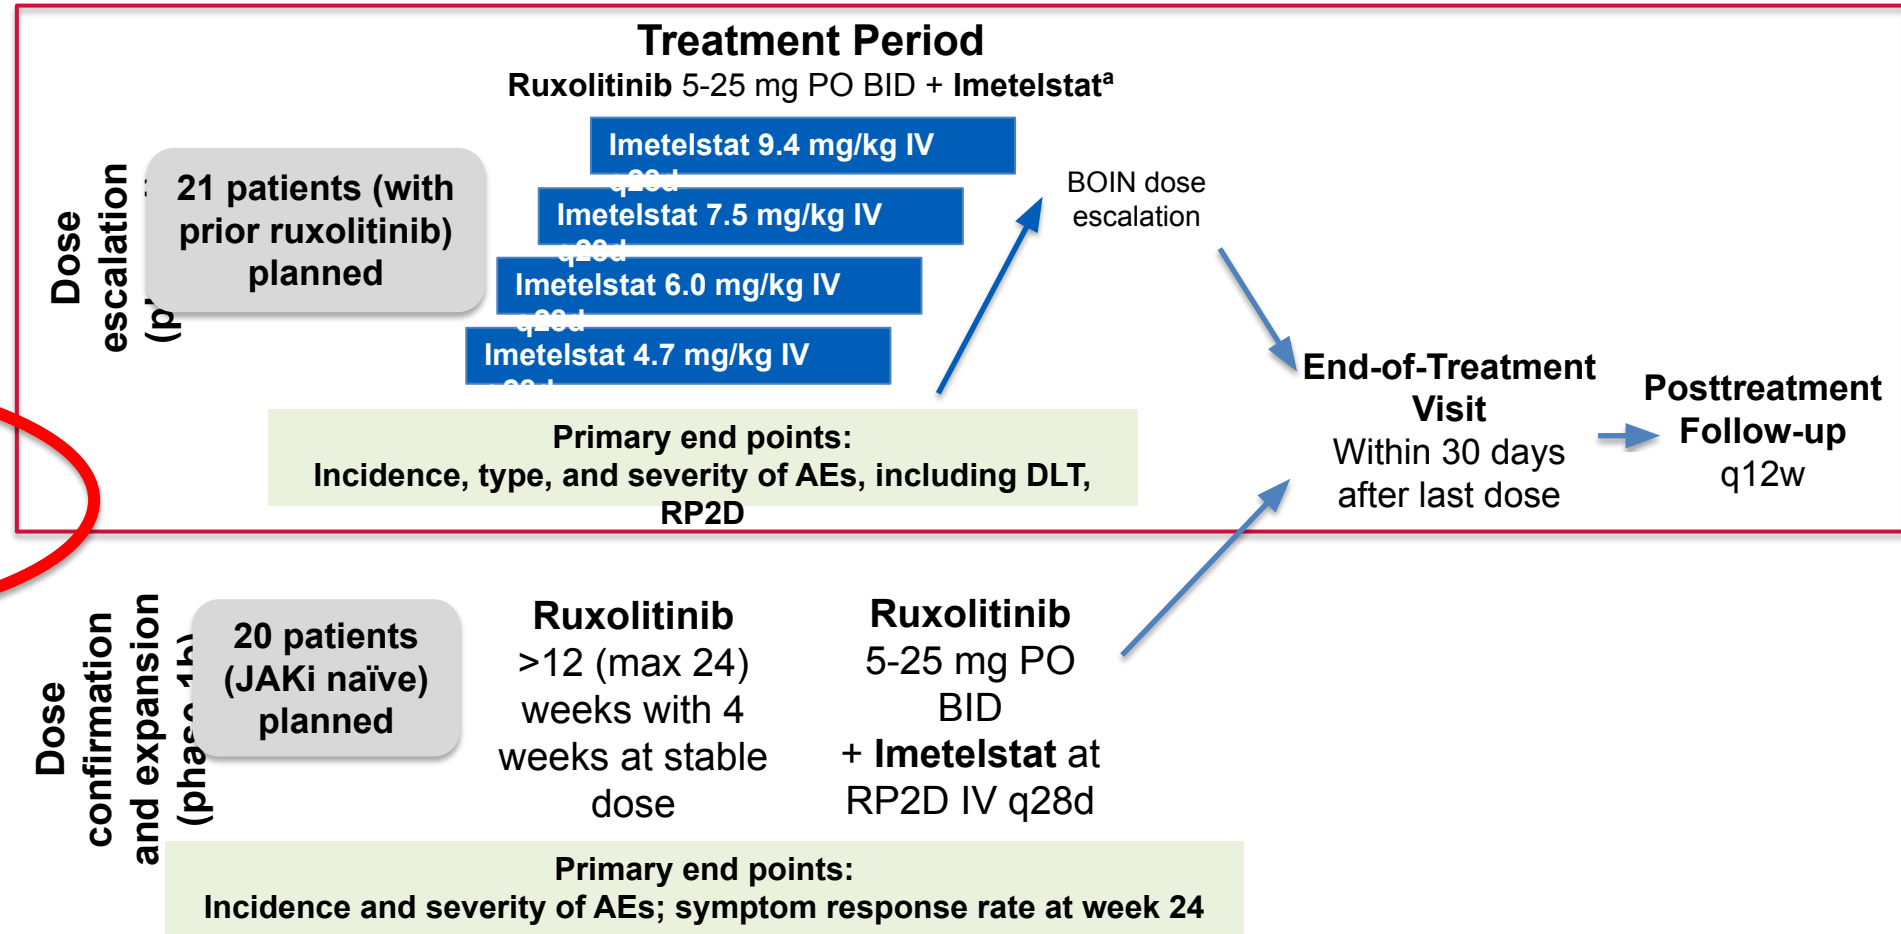 Treatment Period
Ruxolitinib 5-25 mg PO BID + Imetelstatᵃ
Dose
escalation
21 patients (with
prior ruxolitinib)
planned
Imetelstat 9.4 mg/kg IV
q28d
Imetelstat 7.5 mg/kg IV
q28d
Imetelstat 6.0 mg/kg IV
q28d
Imetelstat 4.7 mg/kg IV
q28d
BOIN dose
escalation
Primary end points:
Incidence, type, and severity of AEs, including DLT,
RP2D
End-of-Treatment
Visit
Within 30 days
after last dose
Posttreatment
Follow-up
q12w
Dose
confirmation
and expansion
(phase 1b)
20 patients
(JAKi naïve)
planned
Ruxolitinib
>12 (max 24)
weeks with 4
weeks at stable
dose
Ruxolitinib
5-25 mg PO
BID
+ Imetelstat at
RP2D IV q28d
Primary end points:
Incidence and severity of AEs; symptom response rate at week 24